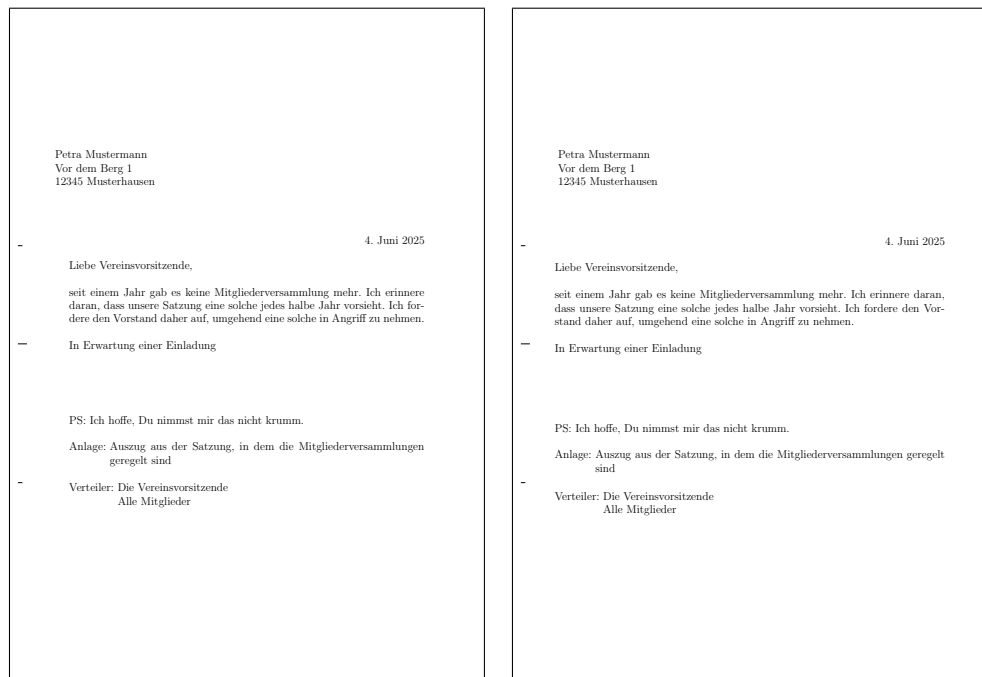 Petra Mustermann
Vor dem Berg 1
12345 Musterhausen
4. Juni 2025
Liebe Vereinsvorsitzende,
seit einem Jahr gab es keine Mitgliederversammlung mehr. Ich erinnere
daran, dass unsere Satzung eine solche jedes halbe Jahr vorsieht. Ich for-
dere den Vorstand daher auf, umgehend eine solche in Angriff zu nehmen.
In Erwartung einer Einladung
PS: Ich hoffe, Du nimmst mir das nicht krumm.
Anlage: Auszug aus der Satzung, in dem die Mitgliederversammlungen
geregelt sind
Verteiler: Die Vereinsvorsitzende
Alle Mitglieder
Petra Mustermann
Vor dem Berg 1
12345 Musterhausen
4. Juni 2025
Liebe Vereinsvorsitzende,
seit einem Jahr gab es keine Mitgliederversammlung mehr. Ich erinnere daran,
dass unsere Satzung eine solche jedes halbe Jahr vorsieht. Ich fordere den Vor-
stand daher auf, umgehend eine solche in Angriff zu nehmen.
In Erwartung einer Einladung
PS: Ich hoffe, Du nimmst mir das nicht krumm.
Anlage: Auszug aus der Satzung, in dem die Mitgliederversammlungen geregelt
sind
Verteiler: Die Vereinsvorsitzende
Alle Mitglieder